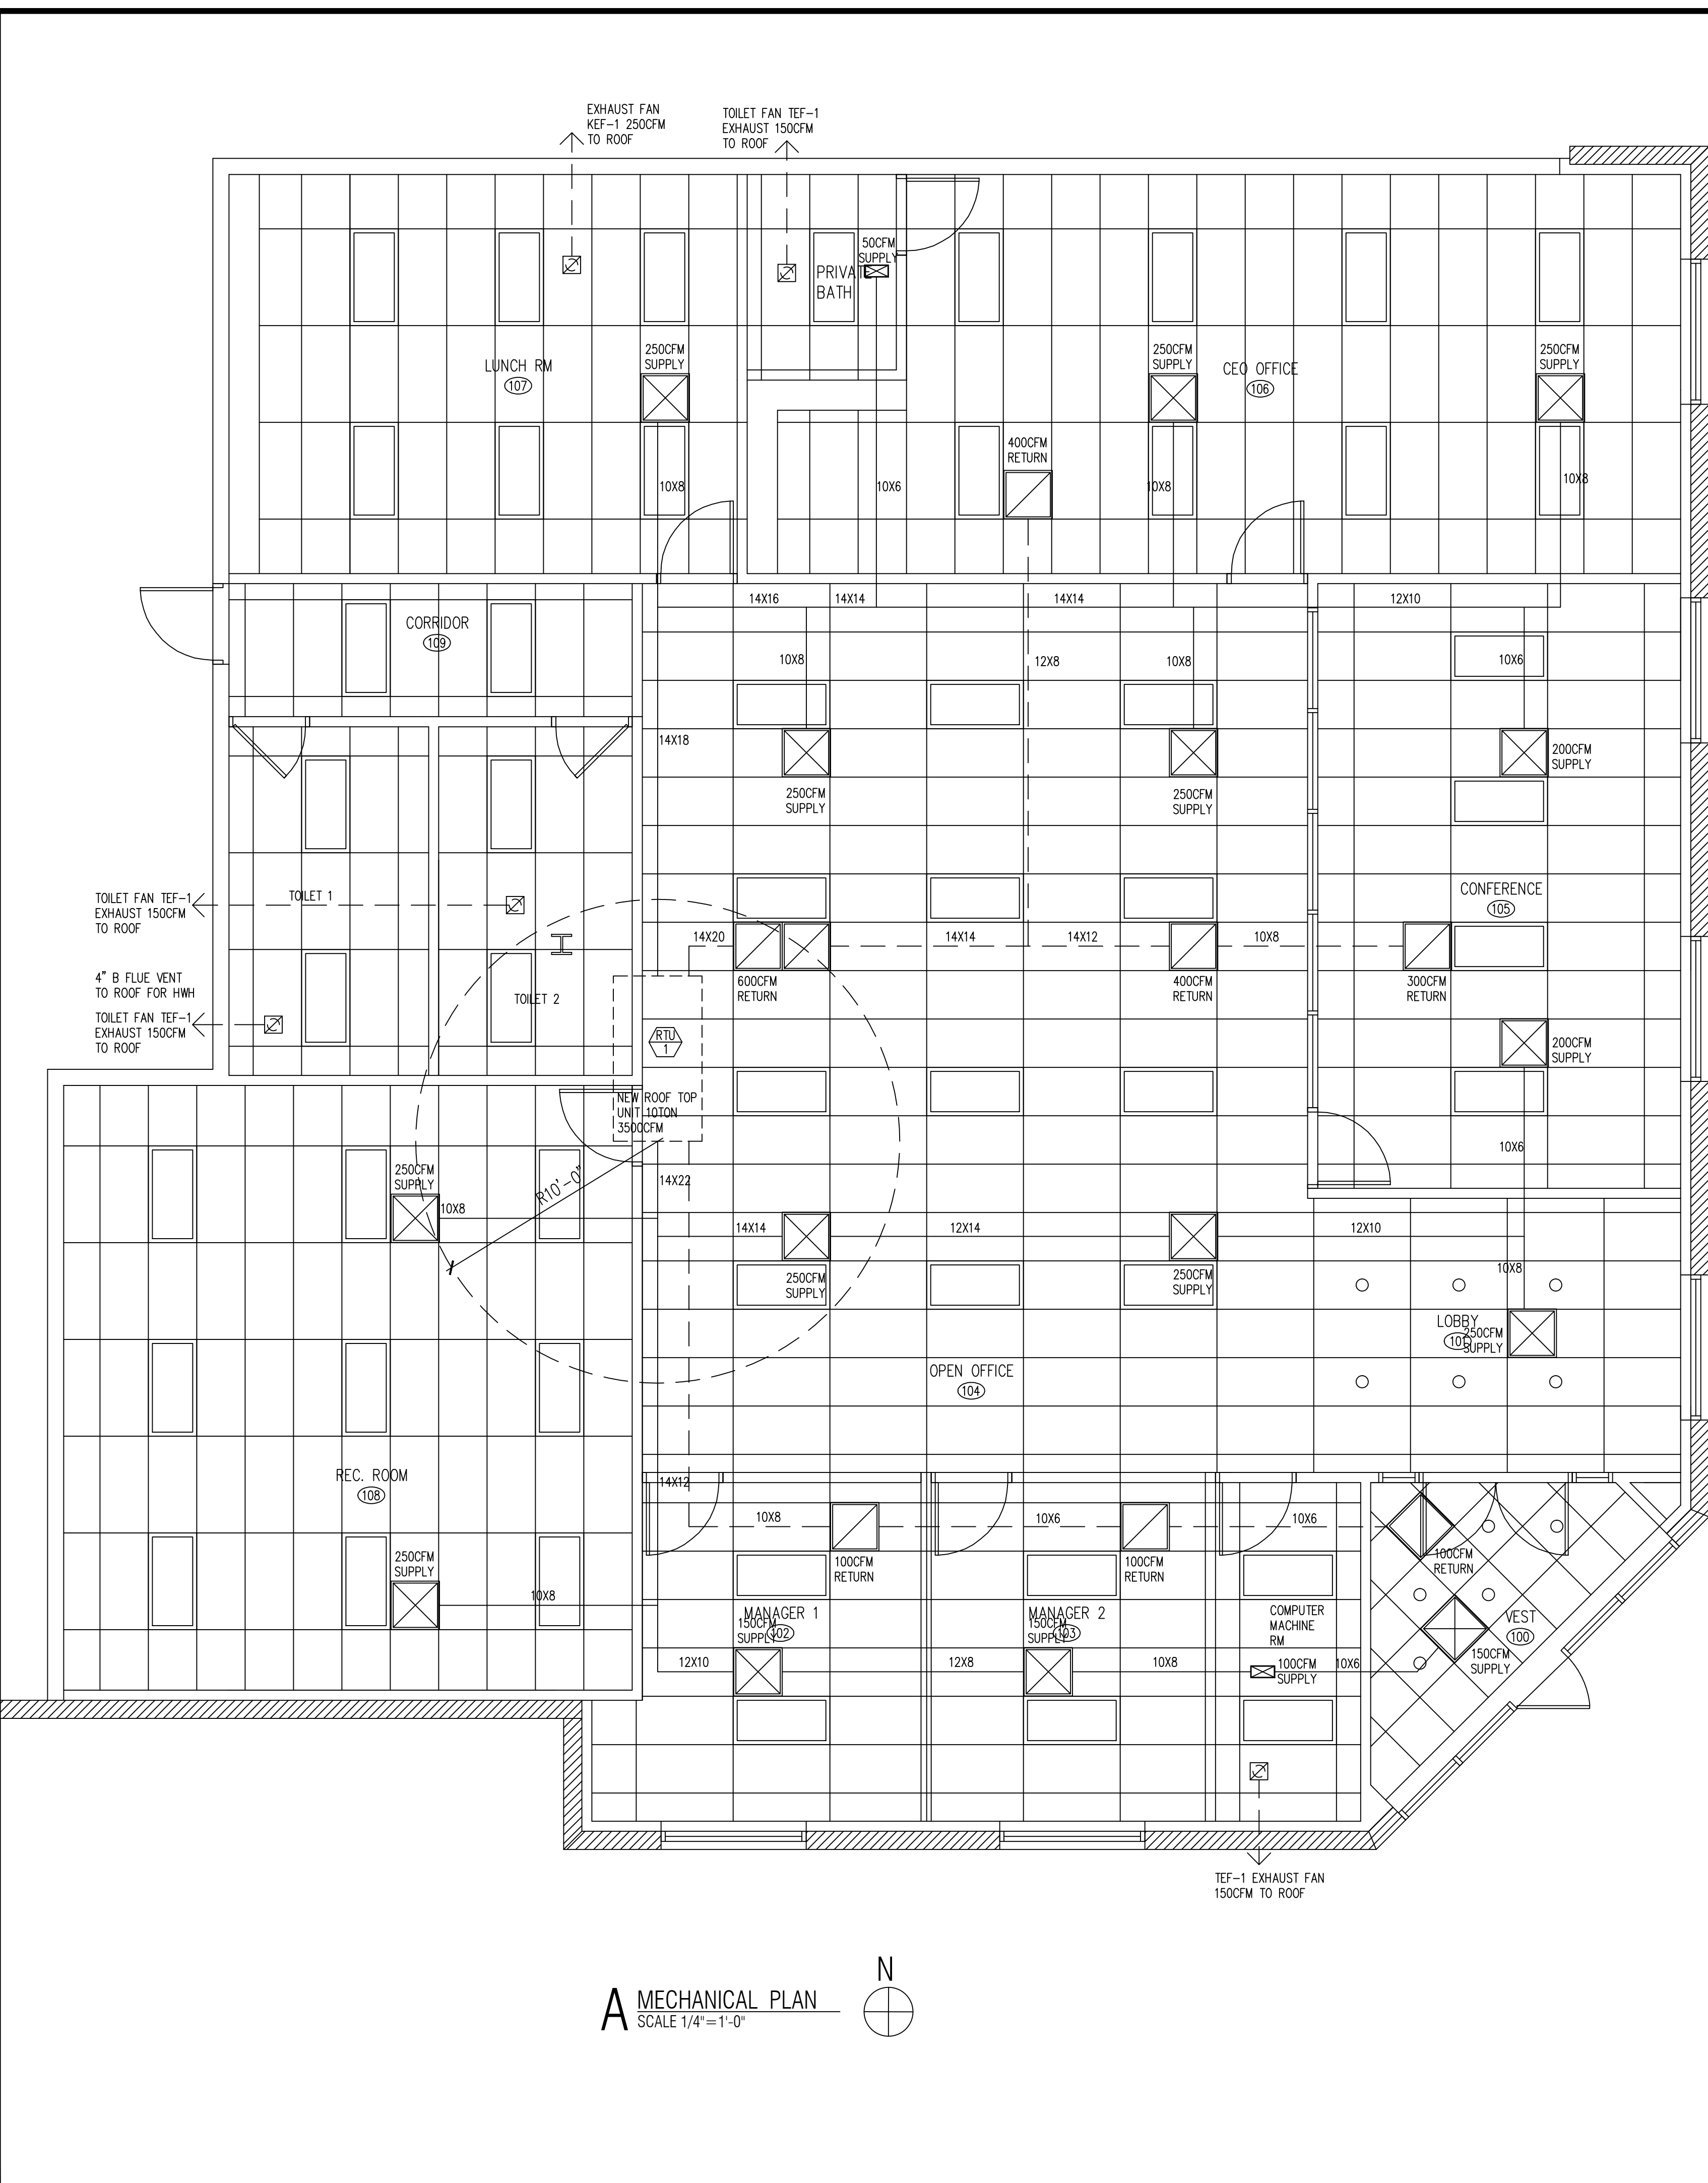 EXHAUST FAN
KEF-1 250CFM
TO ROOF
TOILET FAN TEF-1
EXHAUST 150CFM
TO ROOF
50CFM
SUPPLY
PRIVATE
BATH
LUNCH RM
107
250CFM
SUPPLY
250CFM
SUPPLY
CEO OFFICE
106
250CFM
SUPPLY
400CFM
RETURN
10X8
10X6
10X8
10X8
14X16
14X14
14X14
12X10
CORRIDOR
109
10X8
12X8
10X8
10X6
14X18
250CFM
SUPPLY
250CFM
SUPPLY
200CFM
SUPPLY
TOILET FAN TEF-1
EXHAUST 150CFM
TO ROOF
TOILET 1
CONFERENCE
105
14X20
14X14
14X12
10X8
4" B FLUE VENT
TO ROOF FOR HWH
600CFM
RETURN
400CFM
RETURN
300CFM
RETURN
TOILET 2
TOILET FAN TEF-1
EXHAUST 150CFM
TO ROOF
RTU
1
200CFM
SUPPLY
NEW ROOF TOP
UNIT 10TON
3500CFM
10X6
250CFM
SUPPLY
R10'-0"
14X22
10X8
14X14
12X14
12X10
250CFM
SUPPLY
250CFM
SUPPLY
10X8
LOBBY
101
250CFM
SUPPLY
OPEN OFFICE
104
REC. ROOM
108
14X12
10X8
10X6
10X6
250CFM
SUPPLY
100CFM
RETURN
100CFM
RETURN
100CFM
RETURN
10X8
MANAGER 1
102
150CFM
SUPPLY
MANAGER 2
103
150CFM
SUPPLY
COMPUTER
MACHINE
RM
VEST
100
150CFM
SUPPLY
12X10
12X8
10X8
100CFM
SUPPLY
10X6
TEF-1 EXHAUST FAN
150CFM TO ROOF
N
A MECHANICAL PLAN
SCALE 1/4"=1'-0"